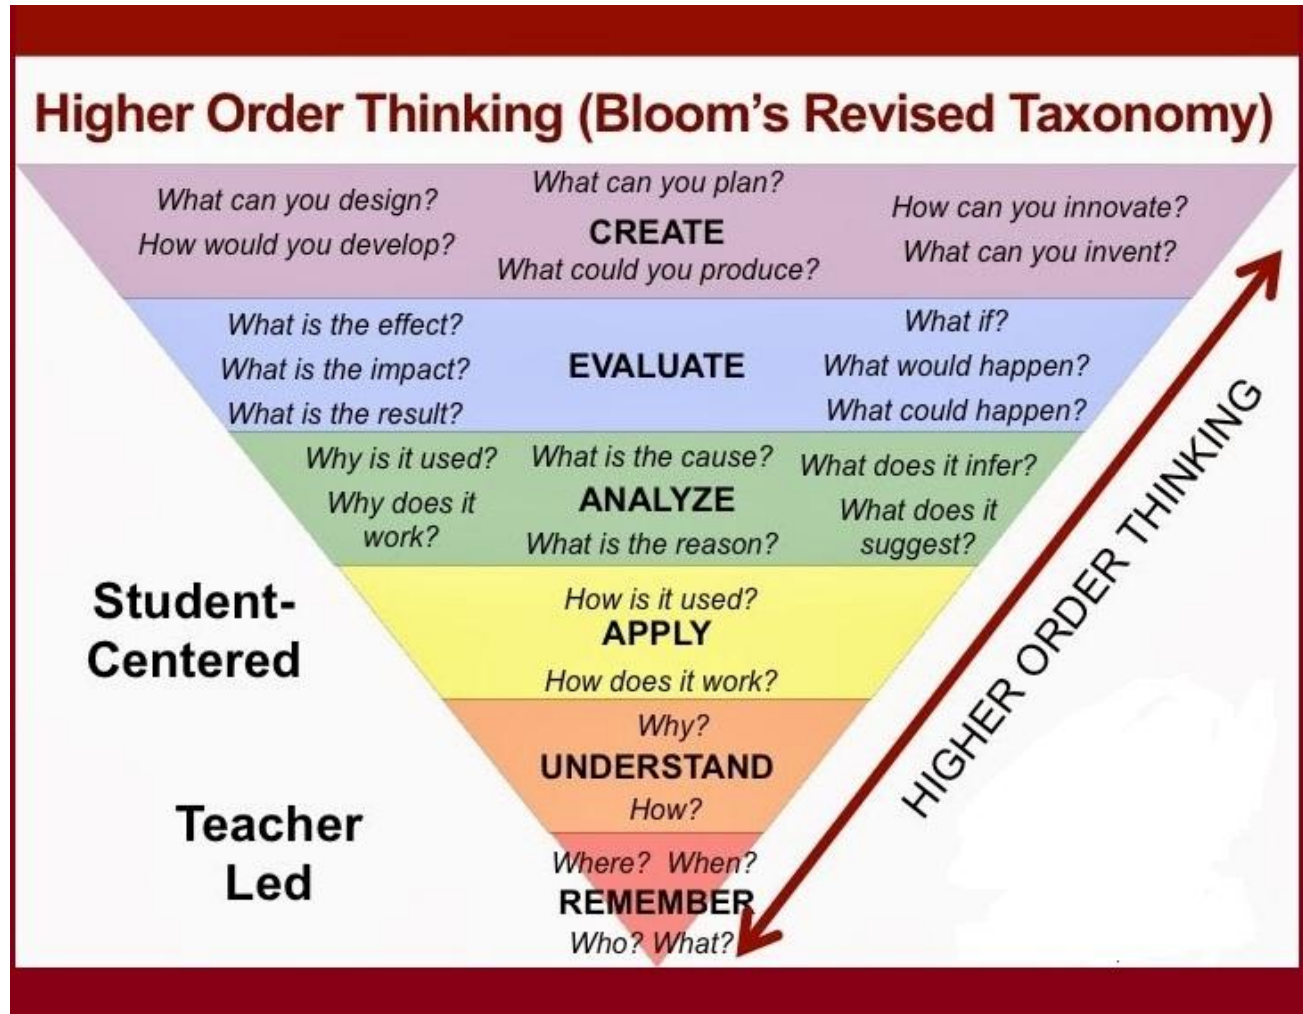 Higher Order Thinking (Bloom's Revised Taxonomy)
What can you design?
How would you develop?
What can you plan?
CREATE
What could you produce?
How can you innovate?
What can you invent?
What is the effect?
What is the impact?
What is the result?
EVALUATE
What if?
What would happen?
What could happen?
Why is it used?
Why does it
work?
What is the cause?
ANALYZE
What is the reason?
What does it infer?
What does it
suggest?
How is it used?
APPLY
How does it work?
Why?
UNDERSTAND
How?
Where? When?
REMEMBER
Who? What?
Student-
Centered
Teacher
Led
HIGHER ORDER THINKING